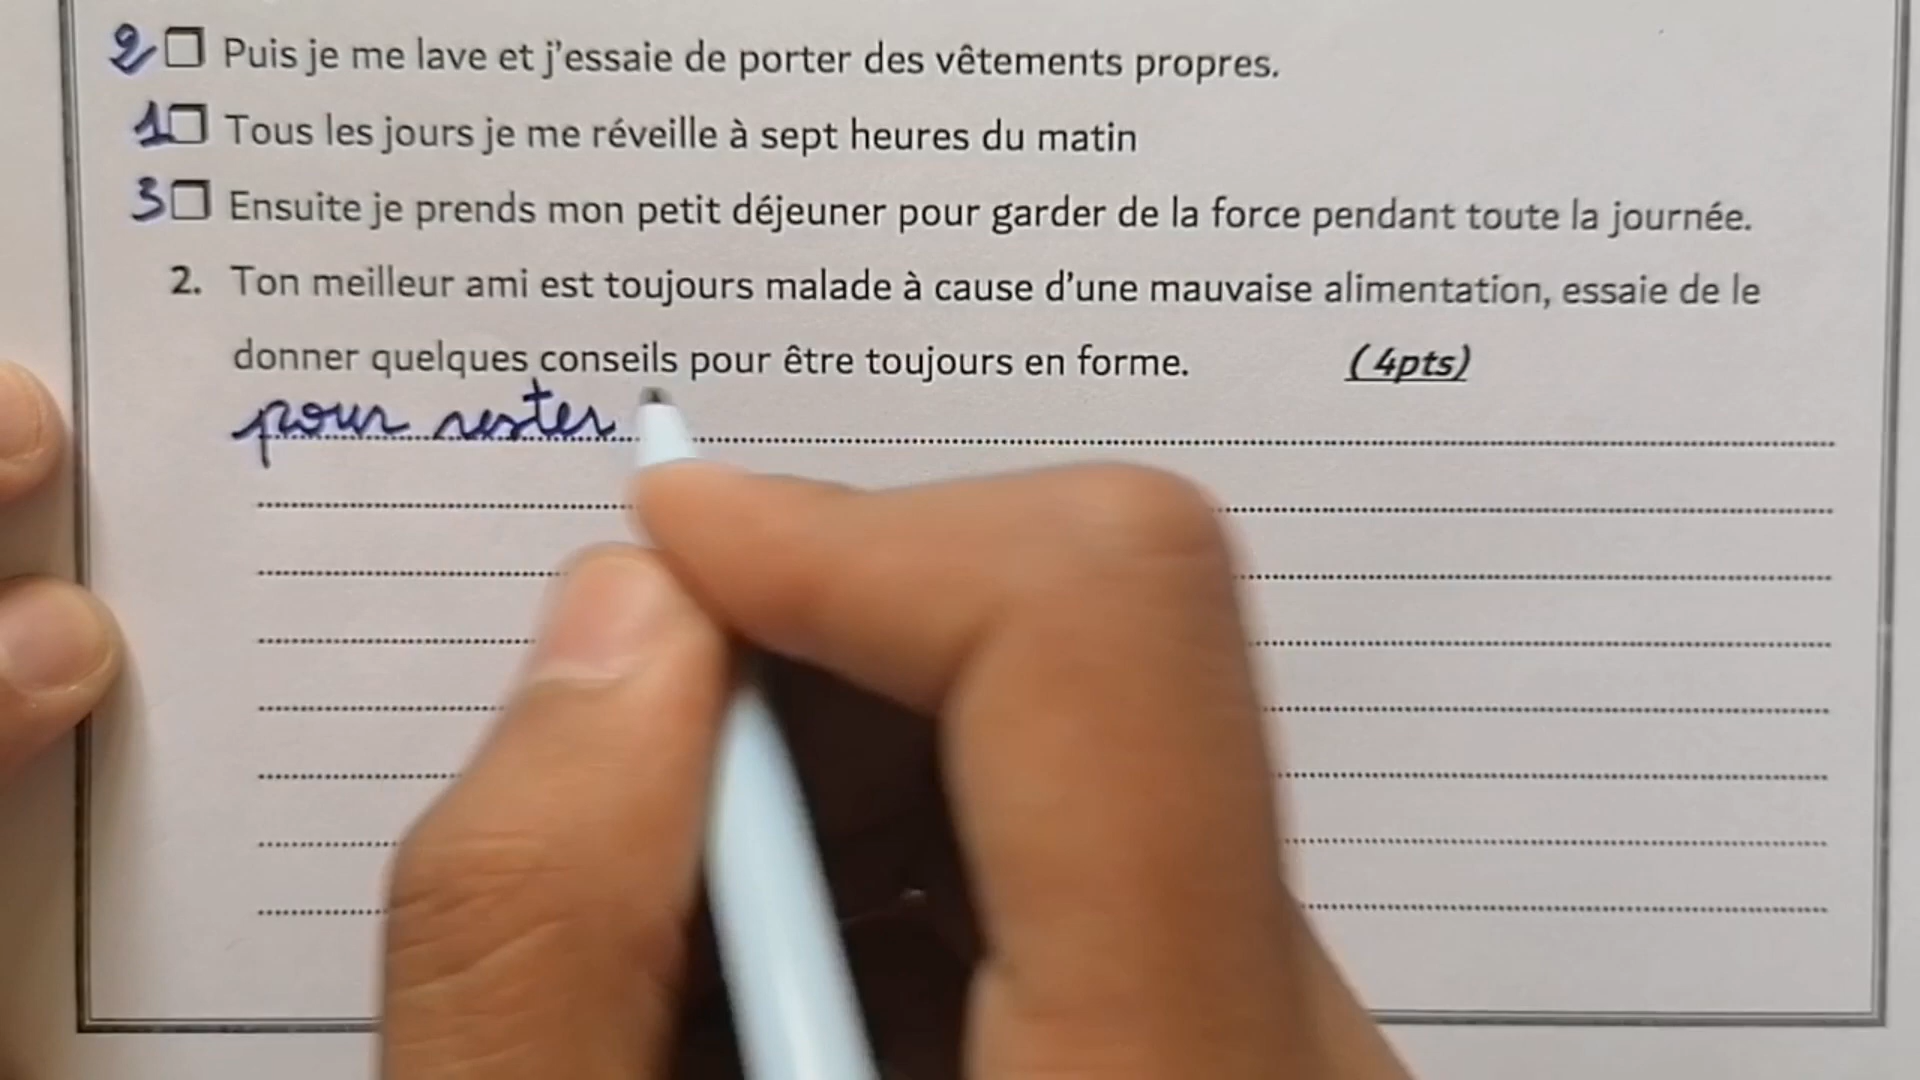 2 Puis je me lave et j'essaie de porter des vêtements propres.
1 Tous les jours je me réveille à sept heures du matin
3 Ensuite je prends mon petit déjeuner pour garder de la force pendant toute la journée.
2. Ton meilleur ami est toujours malade à cause d'une mauvaise alimentation, essaie de le
donner quelques conseils pour être toujours en forme. (4pts)
pour rester